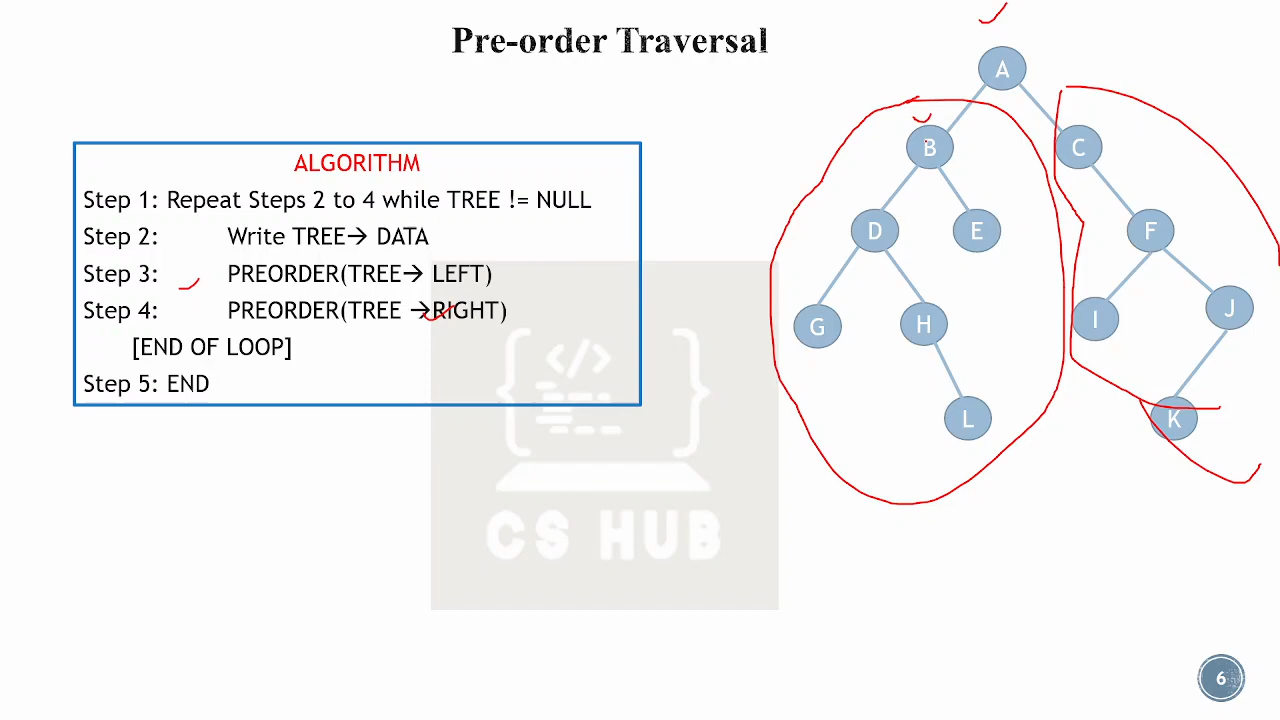 Pre-order Traversal
ALGORITHM
Step 1: Repeat Steps 2 to 4 while TREE != NULL
Step 2: Write TREE→ DATA
Step 3: PREORDER(TREE→ LEFT)
Step 4: PREORDER(TREE →RIGHT)
[END OF LOOP]
Step 5: END
A
B
C
D
E
F
G
H
I
J
L
K
{</>}
CS HUB
6